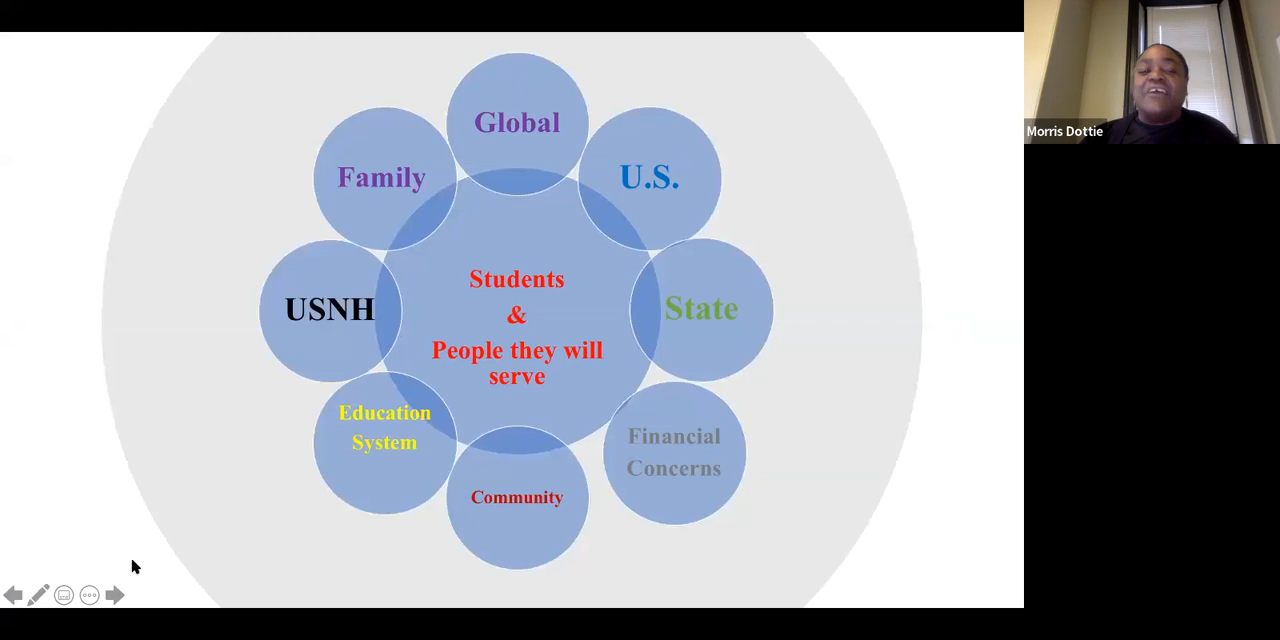 Global
Family
U.S.
USNH
Students
&
People they will
serve
State
Education
System
Financial
Concerns
Community
Morris Dottie